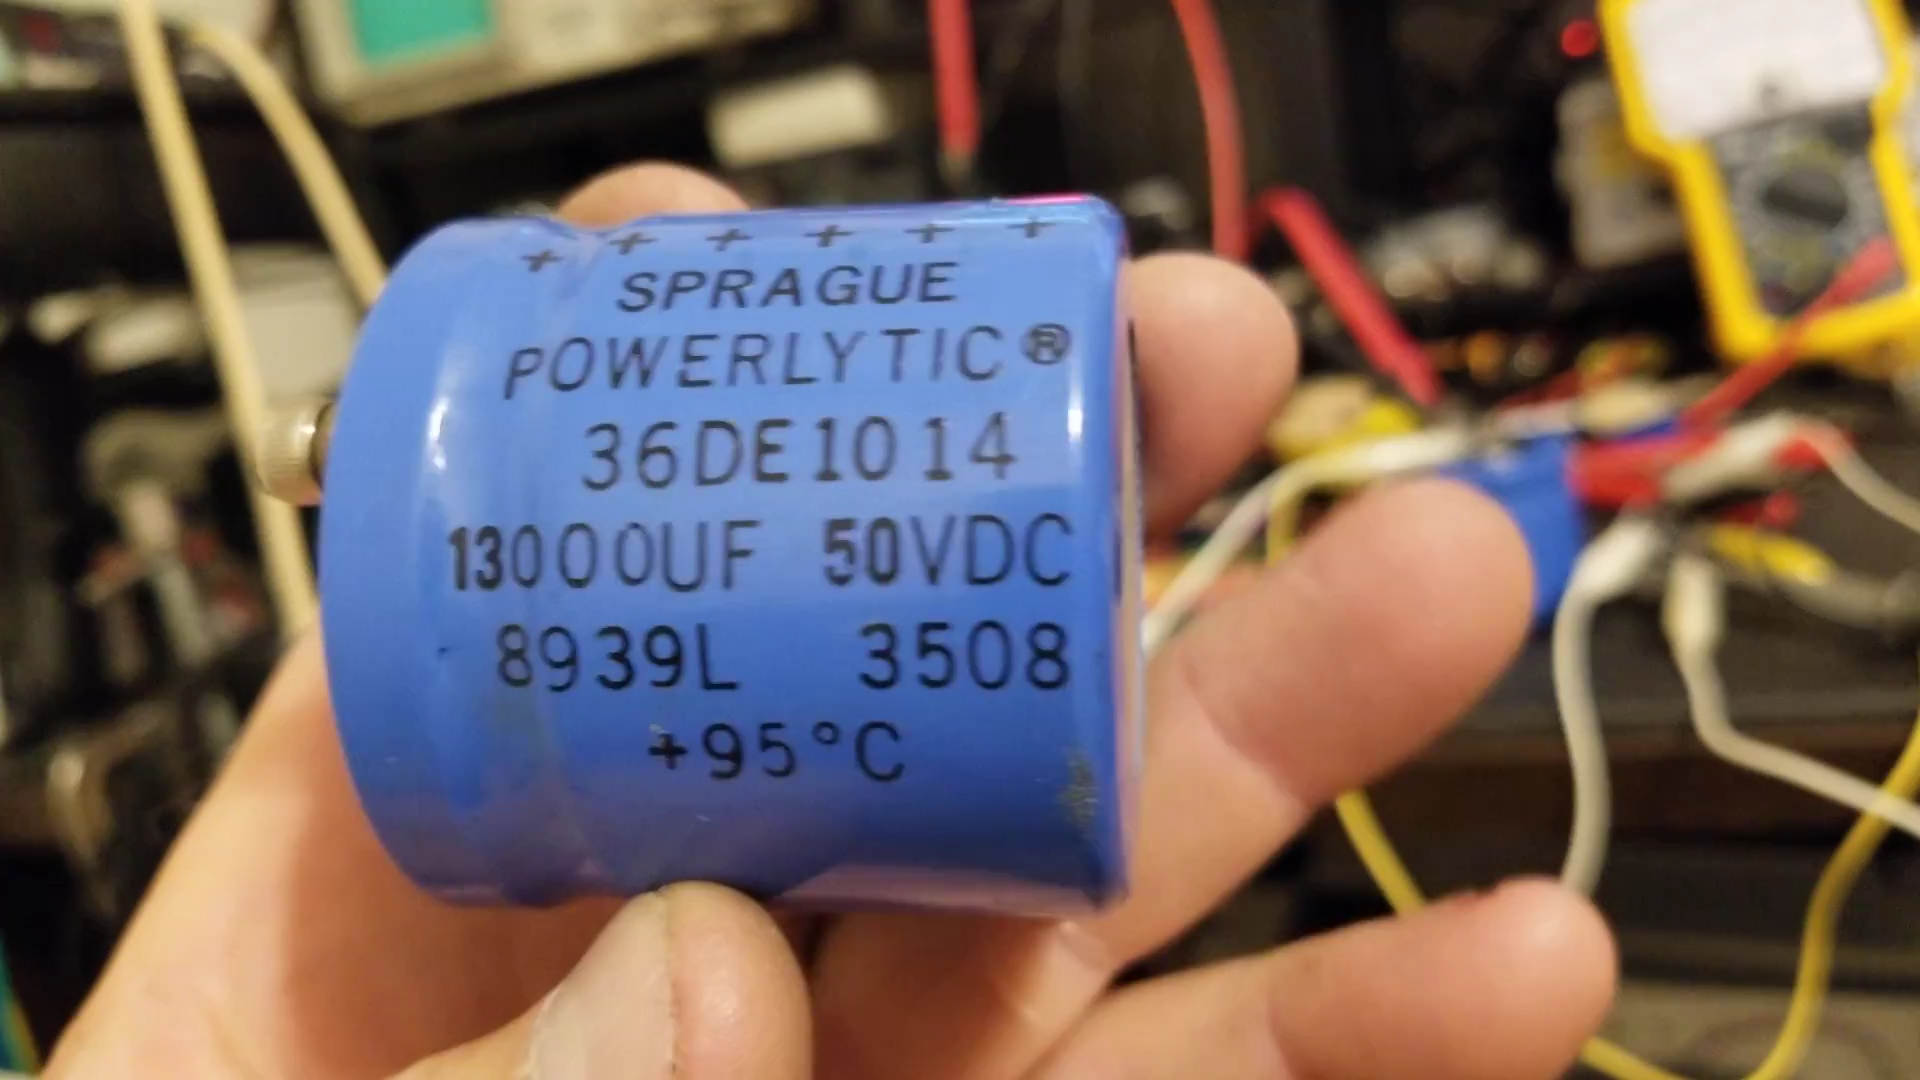 + + + + + +
SPRAGUE
POWERLYTIC®
36DE1014
13000UF 50VDC
8939L 3508
+95°C